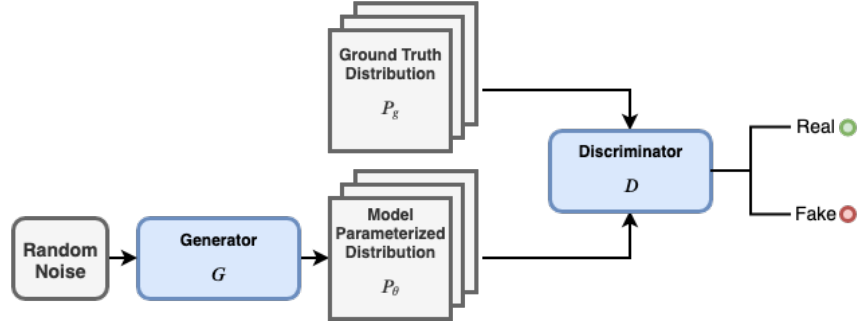 Ground Truth
Distribution
P_g
Real
Discriminator
D
Fake
Random
Noise
Generator
G
Model
Parameterized
Distribution
P_θ